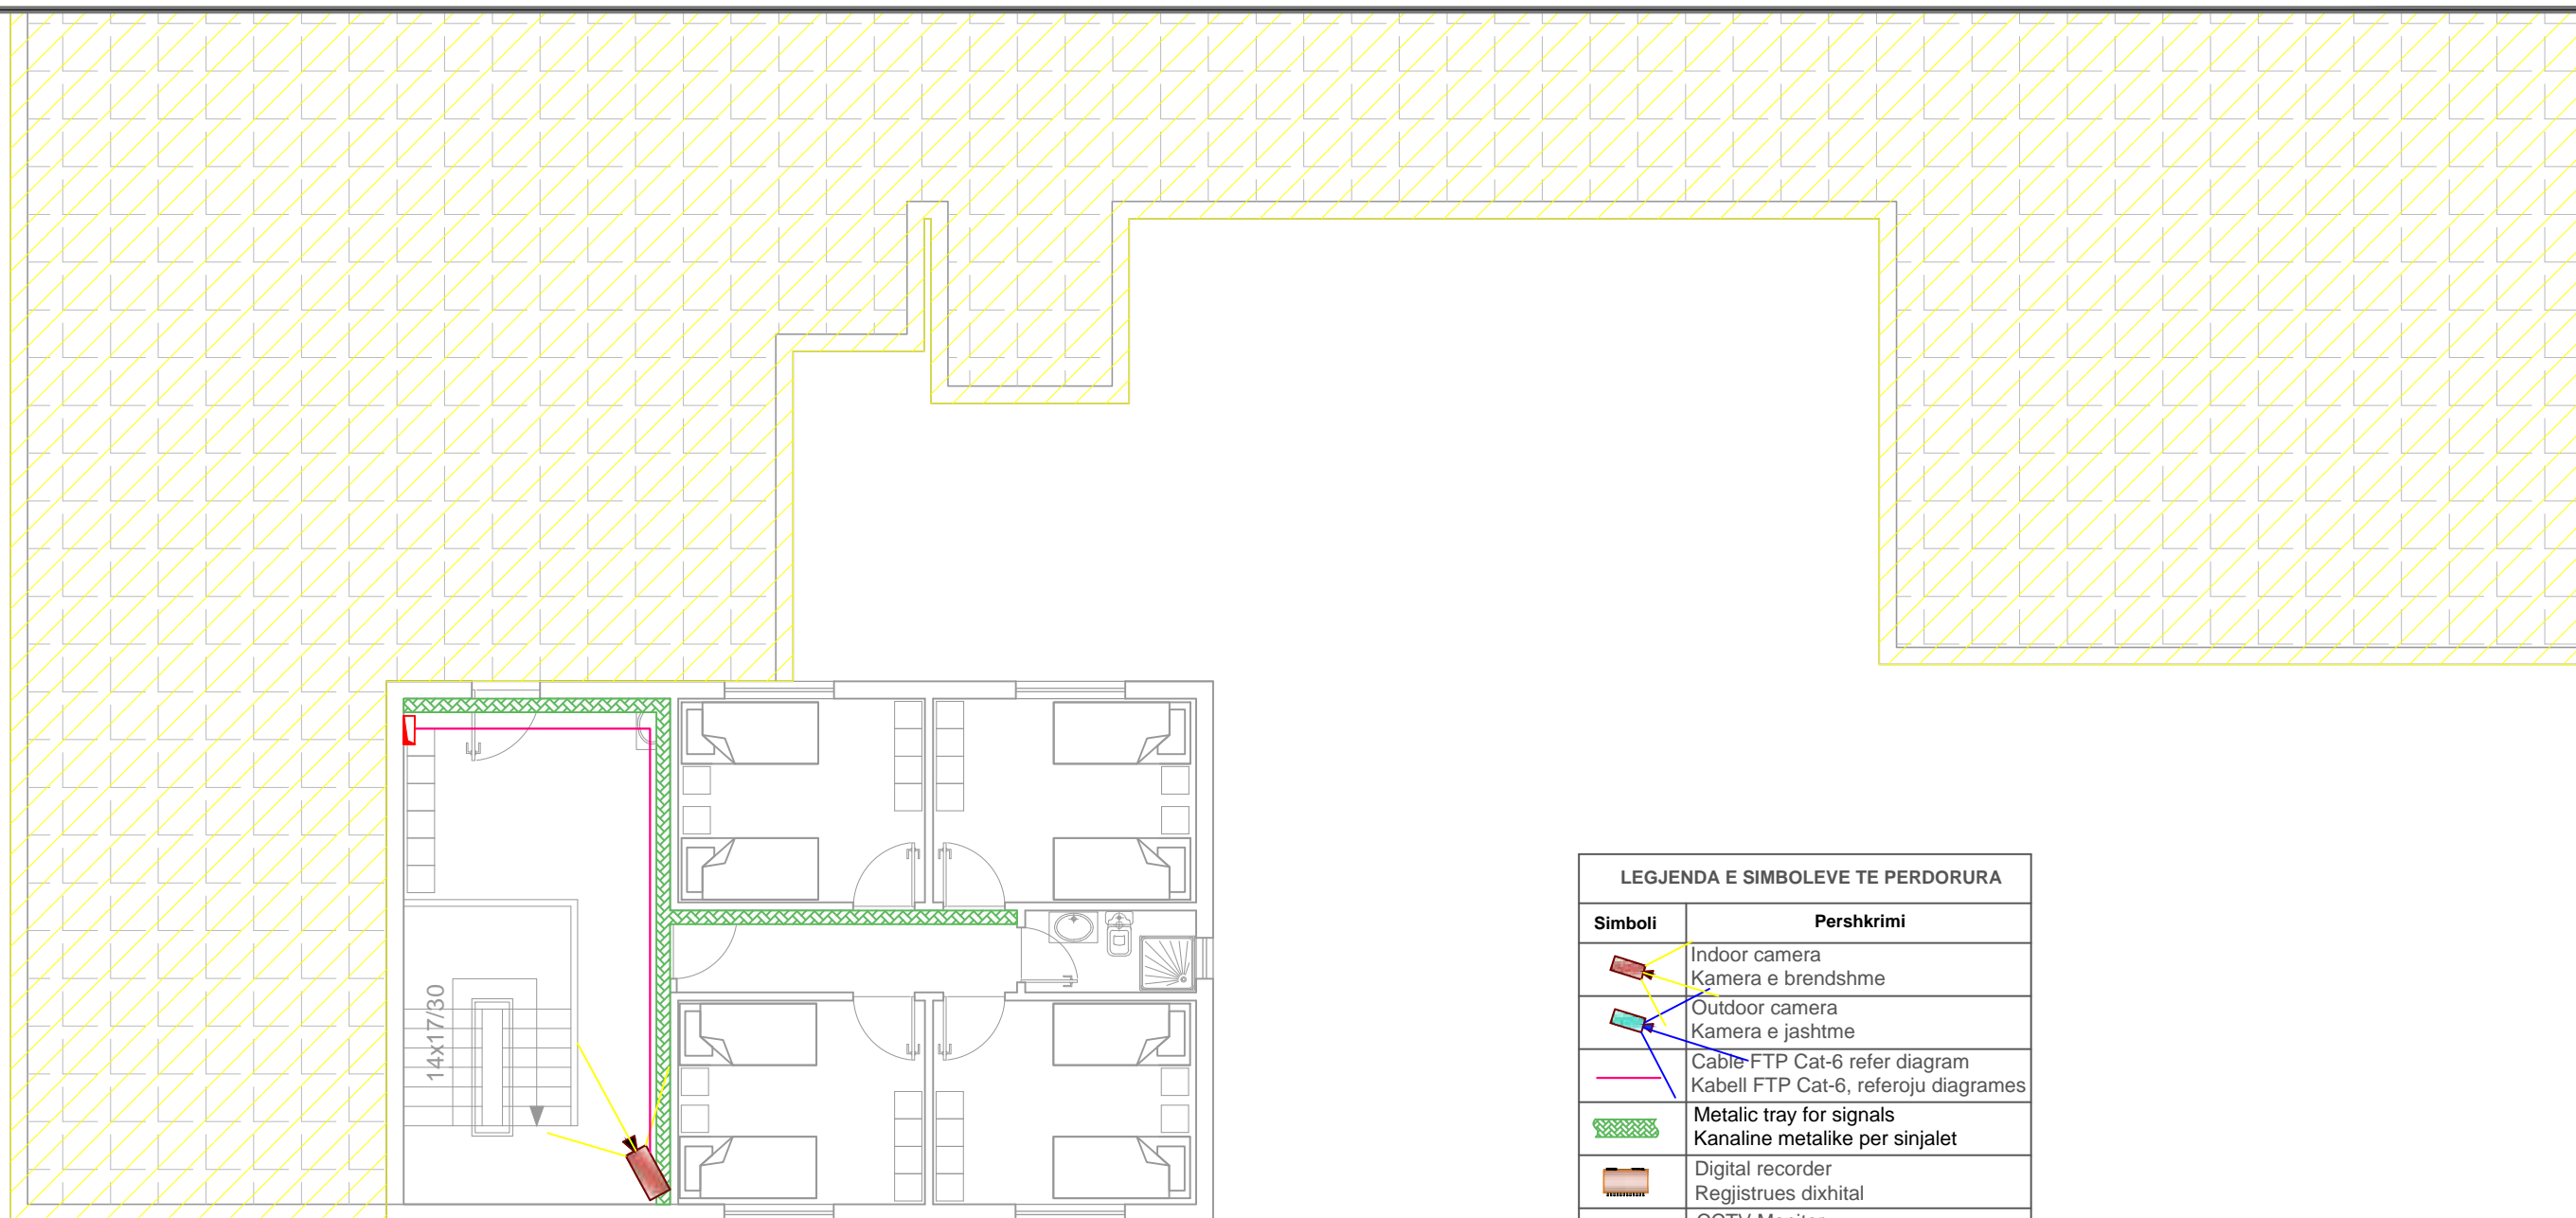 14x17/30
LEGJENDA E SIMBOLEVE TE PERDORURA
Simboli
Pershkrimi
Indoor camera
Kamera e brendshme
Outdoor camera
Kamera e jashtme
Cable FTP Cat-6 refer diagram
Kabell FTP Cat-6, referoju diagrames
Metalic tray for signals
Kanaline metalike per sinjalet
Digital recorder
Regjistrues dixhital
CCTV Monitor